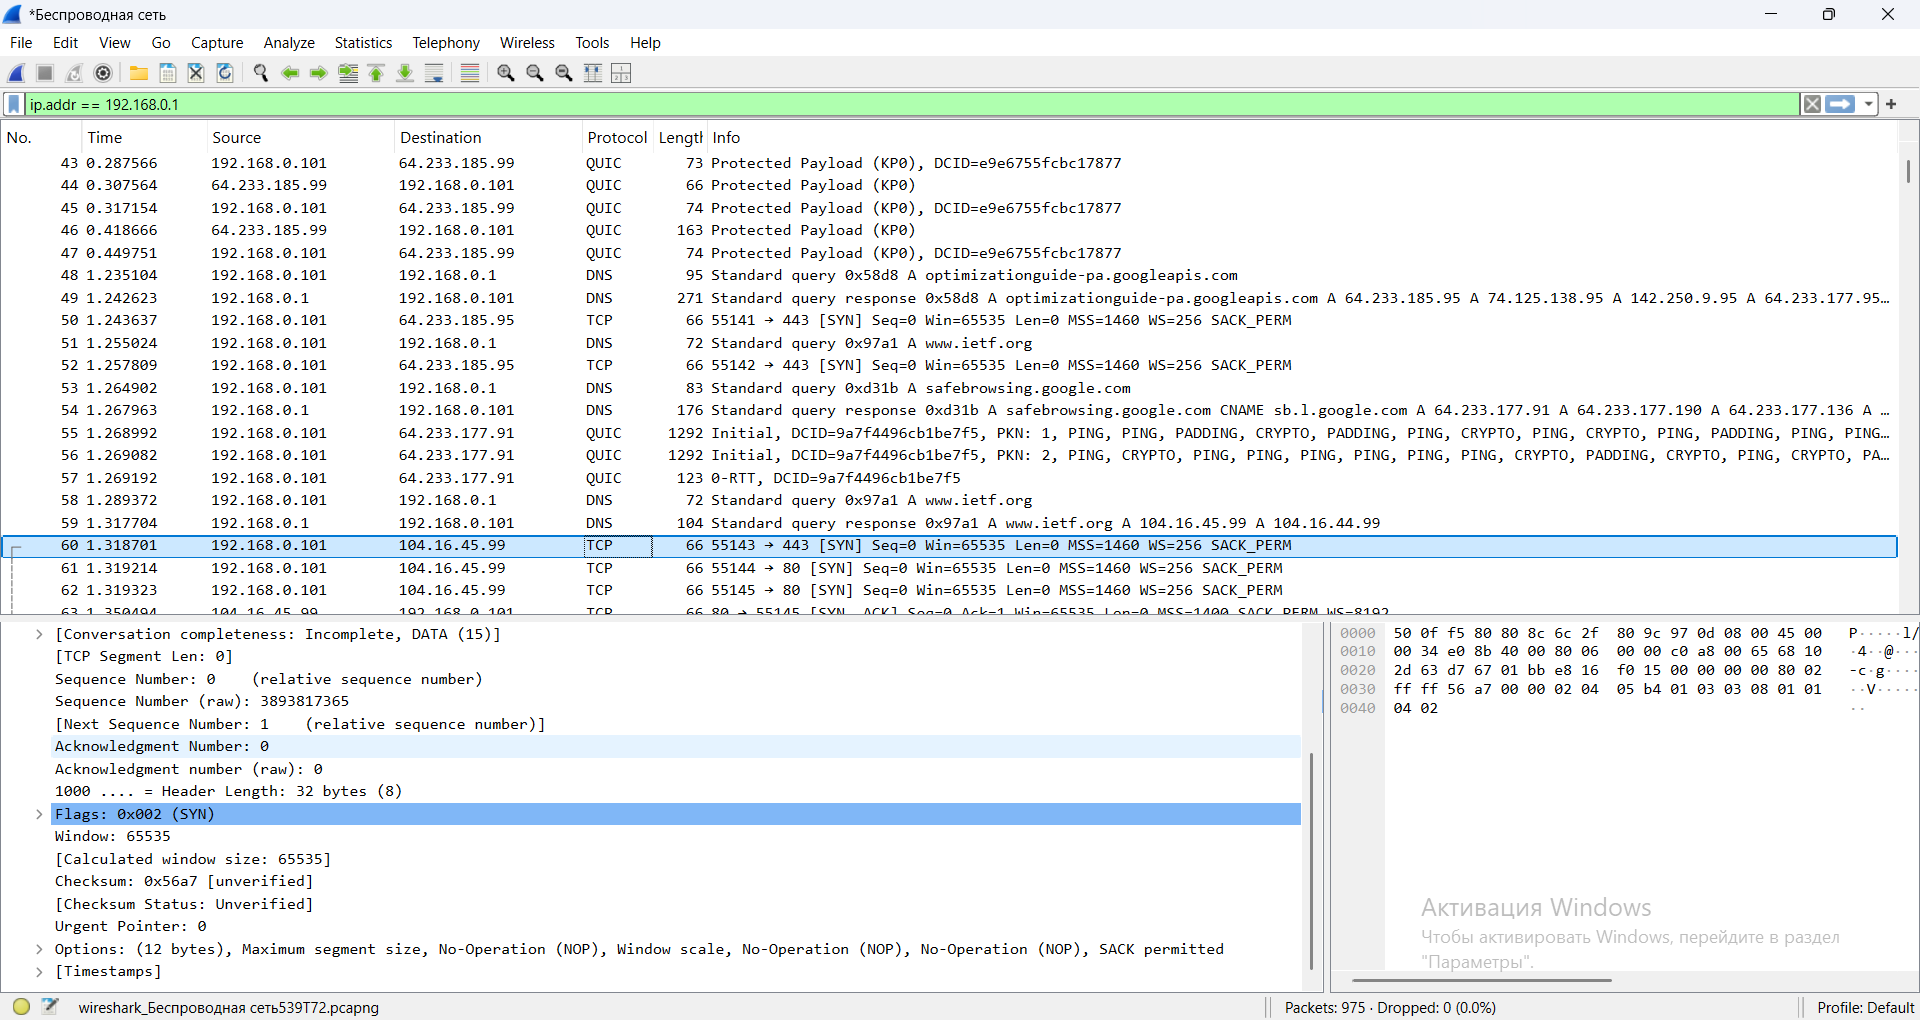 *Беспроводная сеть
File Edit View Go Capture Analyze Statistics Telephony Wireless Tools Help
ip.addr == 192.168.0.1
No. Time Source Destination Protocol Length Info
43 0.287566 192.168.0.101 64.233.185.99 QUIC 73 Protected Payload (KP0), DCID=e9e6755fcbc17877
44 0.307564 64.233.185.99 192.168.0.101 QUIC 66 Protected Payload (KP0)
45 0.317154 192.168.0.101 64.233.185.99 QUIC 74 Protected Payload (KP0), DCID=e9e6755fcbc17877
46 0.418666 64.233.185.99 192.168.0.101 QUIC 163 Protected Payload (KP0)
47 0.449751 192.168.0.101 64.233.185.99 QUIC 74 Protected Payload (KP0), DCID=e9e6755fcbc17877
48 1.235104 192.168.0.101 192.168.0.1 DNS 95 Standard query 0x58d8 A optimizationguide-pa.googleapis.com
49 1.242623 192.168.0.1 192.168.0.101 DNS 271 Standard query response 0x58d8 A optimizationguide-pa.googleapis.com A 64.233.185.95 A 74.125.138.95 A 142.250.9.95 A 64.233.177.95…
50 1.243637 192.168.0.101 64.233.185.95 TCP 66 55141 → 443 [SYN] Seq=0 Win=65535 Len=0 MSS=1460 WS=256 SACK_PERM
51 1.255024 192.168.0.101 192.168.0.1 DNS 72 Standard query 0x97a1 A www.ietf.org
52 1.257809 192.168.0.101 64.233.185.95 TCP 66 55142 → 443 [SYN] Seq=0 Win=65535 Len=0 MSS=1460 WS=256 SACK_PERM
53 1.264902 192.168.0.101 192.168.0.1 DNS 83 Standard query 0xd31b A safebrowsing.google.com
54 1.267963 192.168.0.1 192.168.0.101 DNS 176 Standard query response 0xd31b A safebrowsing.google.com CNAME sb.l.google.com A 64.233.177.91 A 64.233.177.190 A 64.233.177.136 A …
55 1.268992 192.168.0.101 64.233.177.91 QUIC 1292 Initial, DCID=9a7f4496cb1be7f5, PKN: 1, PING, PING, PADDING, CRYPTO, PADDING, PING, CRYPTO, PING, CRYPTO, PING, PADDING, PING, PING…
56 1.269082 192.168.0.101 64.233.177.91 QUIC 1292 Initial, DCID=9a7f4496cb1be7f5, PKN: 2, PING, CRYPTO, PING, PING, PING, PING, PING, PING, CRYPTO, PADDING, CRYPTO, PING, CRYPTO, PA…
57 1.269192 192.168.0.101 64.233.177.91 QUIC 123 0-RTT, DCID=9a7f4496cb1be7f5
58 1.289372 192.168.0.101 192.168.0.1 DNS 72 Standard query 0x97a1 A www.ietf.org
59 1.317704 192.168.0.1 192.168.0.101 DNS 104 Standard query response 0x97a1 A www.ietf.org A 104.16.45.99 A 104.16.44.99
60 1.318701 192.168.0.101 104.16.45.99 TCP 66 55143 → 443 [SYN] Seq=0 Win=65535 Len=0 MSS=1460 WS=256 SACK_PERM
61 1.319214 192.168.0.101 104.16.45.99 TCP 66 55144 → 80 [SYN] Seq=0 Win=65535 Len=0 MSS=1460 WS=256 SACK_PERM
62 1.319323 192.168.0.101 104.16.45.99 TCP 66 55145 → 80 [SYN] Seq=0 Win=65535 Len=0 MSS=1460 WS=256 SACK_PERM
63 1.350494 104.16.45.99 192.168.0.101 TCP 66 80 → 55145 [SYN, ACK] Seq=0 Ack=1 Win=65535 Len=0 MSS=1400 SACK_PERM WS=8192
[Conversation completeness: Incomplete, DATA (15)]
[TCP Segment Len: 0]
Sequence Number: 0 (relative sequence number)
Sequence Number (raw): 3893817365
[Next Sequence Number: 1 (relative sequence number)]
Acknowledgment Number: 0
Acknowledgment number (raw): 0
1000 .... = Header Length: 32 bytes (8)
Flags: 0x002 (SYN)
Window: 65535
[Calculated window size: 65535]
Checksum: 0x56a7 [unverified]
[Checksum Status: Unverified]
Urgent Pointer: 0
Options: (12 bytes), Maximum segment size, No-Operation (NOP), Window scale, No-Operation (NOP), No-Operation (NOP), SACK permitted
[Timestamps]
0000 50 0f f5 80 80 8c 6c 2f 80 9c 97 0d 08 00 45 00 P·····l/
0010 00 34 e0 8b 40 00 80 06 00 00 c0 a8 00 65 68 10 ·4··@···
0020 2d 63 d7 67 01 bb e8 16 f0 15 00 00 00 00 80 02 -c·g····
0030 ff ff 56 a7 00 00 02 04 05 b4 01 03 03 08 01 01 ··V·····
0040 04 02 ··
Активация Windows
Чтобы активировать Windows, перейдите в раздел
"Параметры".
wireshark_Беспроводная сеть539T72.pcapng
Packets: 975 · Dropped: 0 (0.0%)
Profile: Default